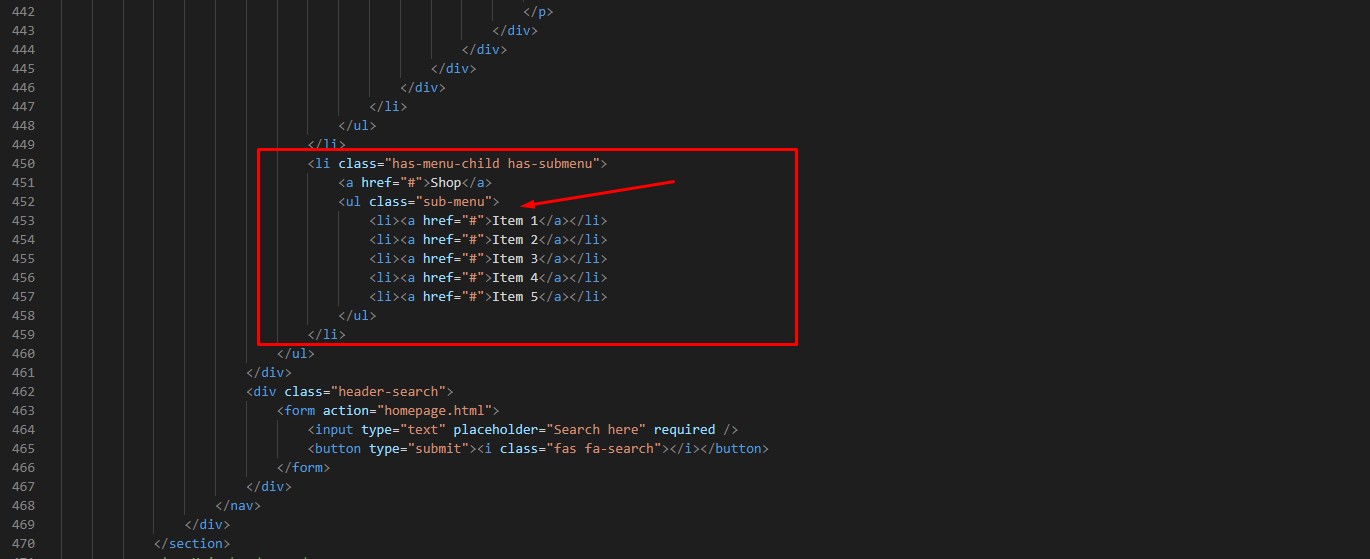 442 </p>
443 </div>
444 </div>
445 </div>
446 </div>
447 </li>
448 </ul>
449 </li>
450 <li class="has-menu-child has-submenu">
451 <a href="#">Shop</a>
452 <ul class="sub-menu">
453 <li><a href="#">Item 1</a></li>
454 <li><a href="#">Item 2</a></li>
455 <li><a href="#">Item 3</a></li>
456 <li><a href="#">Item 4</a></li>
457 <li><a href="#">Item 5</a></li>
458 </ul>
459 </li>
460 </ul>
461 </div>
462 <div class="header-search">
463 <form action="homepage.html">
464 <input type="text" placeholder="Search here" required />
465 <button type="submit"><i class="fas fa-search"></i></button>
466 </form>
467 </div>
468 </nav>
469 </div>
470 </section>